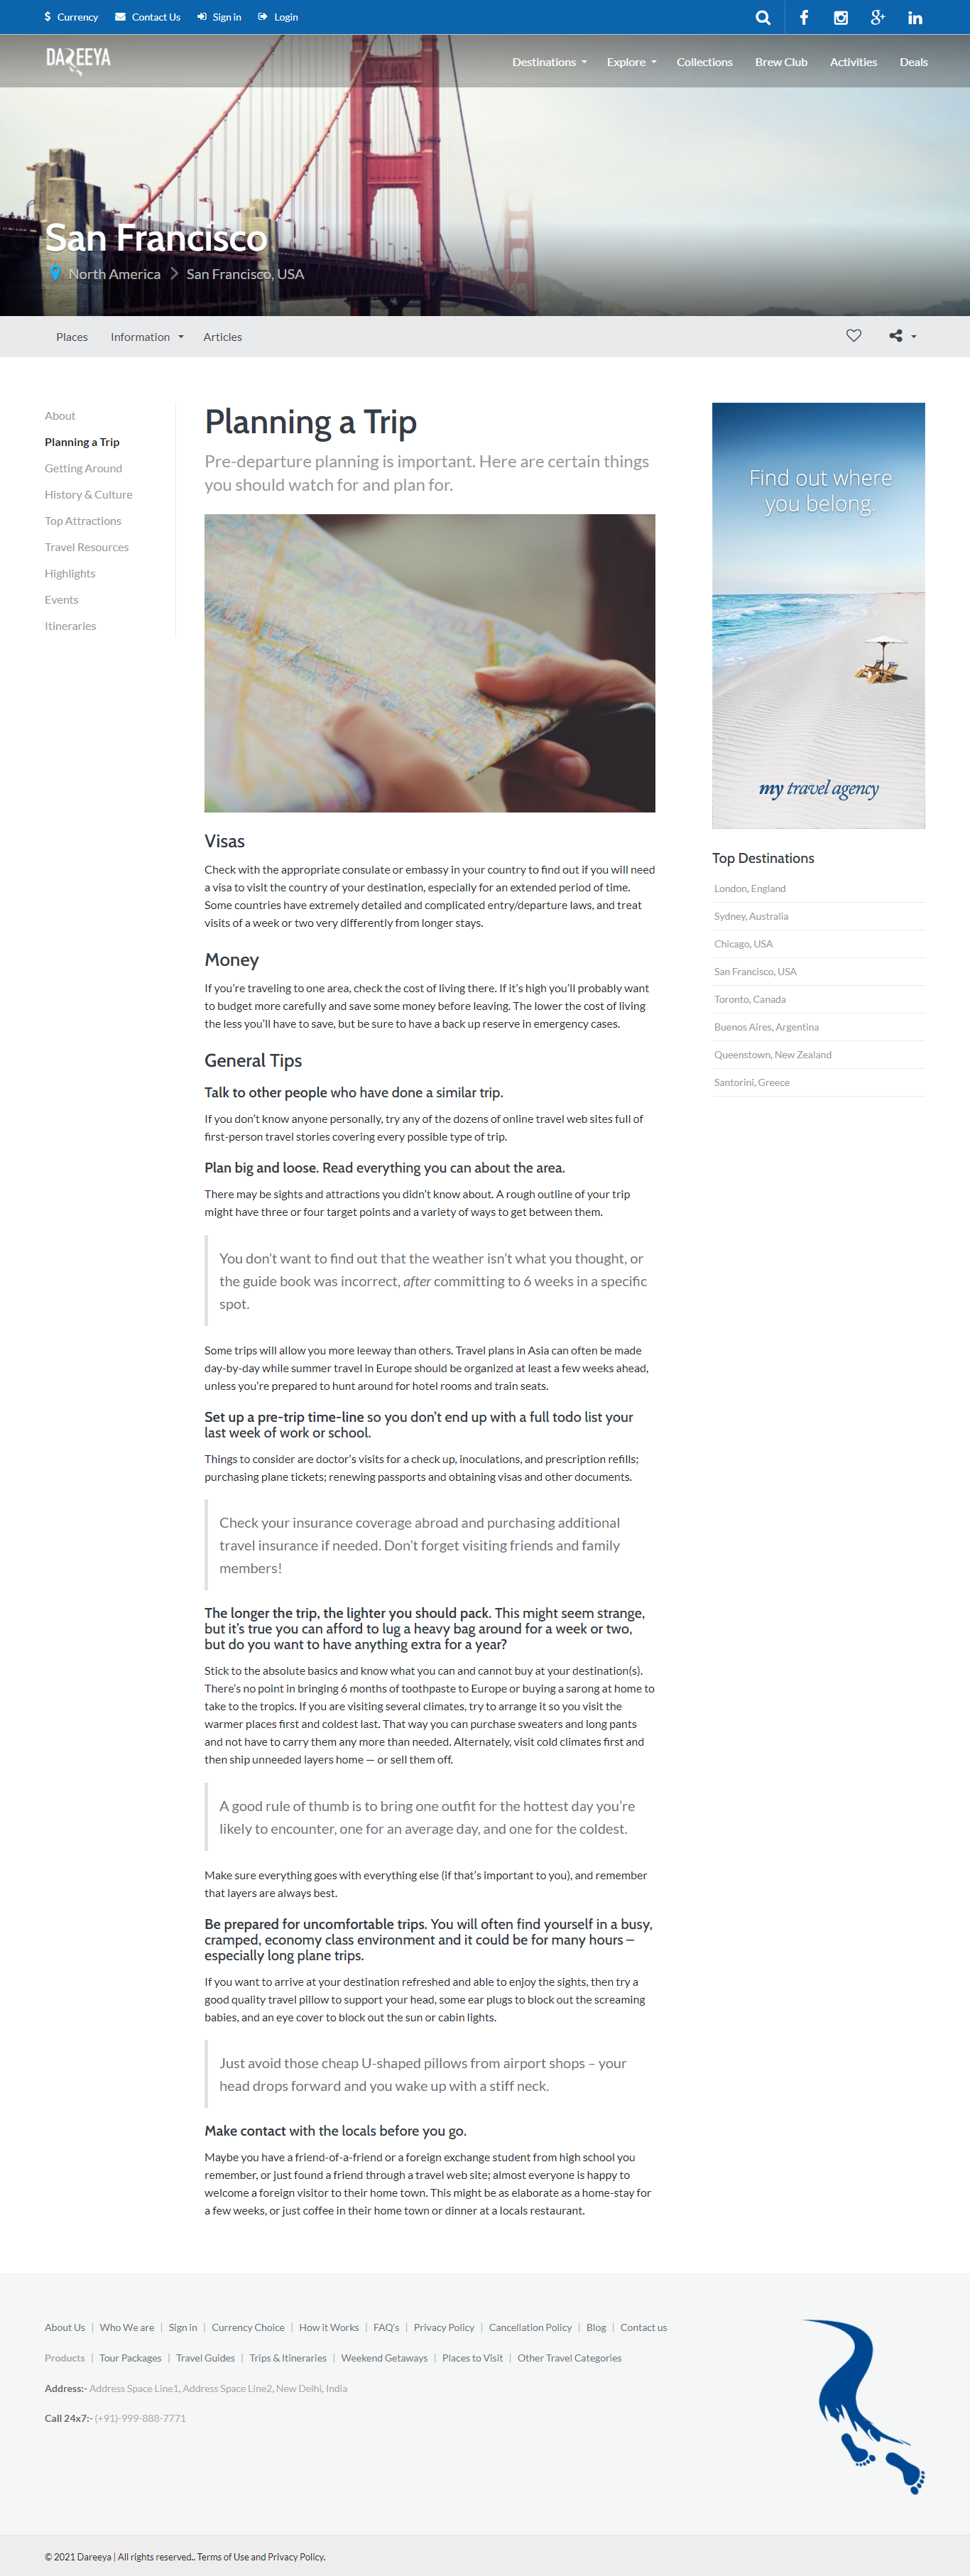 Currency Contact Us Sign in Login
DAREEYA
Destinations Explore Collections Brew Club Activities Deals
San Francisco
North America San Francisco, USA
Places Information Articles
About
Planning a Trip
Getting Around
History & Culture
Top Attractions
Travel Resources
Highlights
Events
Itineraries
Planning a Trip
Pre-departure planning is important. Here are certain things
you should watch for and plan for.
Visas
Check with the appropriate consulate or embassy in your country to find out if you will need
a visa to visit the country of your destination, especially for an extended period of time.
Some countries have extremely detailed and complicated entry/departure laws, and treat
visits of a week or two very differently from longer stays.
Money
If you’re traveling to one area, check the cost of living there. If it’s high you’ll probably want
to budget more carefully and save some money before leaving. The lower the cost of living
the less you’ll have to save, but be sure to have a back up reserve in emergency cases.
General Tips
Talk to other people who have done a similar trip.
If you don’t know anyone personally, try any of the dozens of online travel web sites full of
first-person travel stories covering every possible type of trip.
Plan big and loose. Read everything you can about the area.
There may be sights and attractions you didn’t know about. A rough outline of your trip
might have three or four target points and a variety of ways to get between them.
You don’t want to find out that the weather isn’t what you thought, or
the guide book was incorrect, after committing to 6 weeks in a specific
spot.
Some trips will allow you more leeway than others. Travel plans in Asia can often be made
day-by-day while summer travel in Europe should be organized at least a few weeks ahead,
unless you’re prepared to hunt around for hotel rooms and train seats.
Set up a pre-trip time-line so you don’t end up with a full todo list your
last week of work or school.
Things to consider are doctor’s visits for a check up, inoculations, and prescription refills;
purchasing plane tickets; renewing passports and obtaining visas and other documents.
Check your insurance coverage abroad and purchasing additional
travel insurance if needed. Don’t forget visiting friends and family
members!
The longer the trip, the lighter you should pack. This might seem strange,
but it’s true you can afford to lug a heavy bag around for a week or two,
but do you want to have anything extra for a year?
Stick to the absolute basics and know what you can and cannot buy at your destination(s).
There’s no point in bringing 6 months of toothpaste to Europe or buying a sarong at home to
take to the tropics. If you are visiting several climates, try to arrange it so you visit the
warmer places first and coldest last. That way you can purchase sweaters and long pants
and not have to carry them any more than needed. Alternately, visit cold climates first and
then ship unneeded layers home — or sell them off.
A good rule of thumb is to bring one outfit for the hottest day you’re
likely to encounter, one for an average day, and one for the coldest.
Make sure everything goes with everything else (if that’s important to you), and remember
that layers are always best.
Be prepared for uncomfortable trips. You will often find yourself in a busy,
cramped, economy class environment and it could be for many hours –
especially long plane trips.
If you want to arrive at your destination refreshed and able to enjoy the sights, then try a
good quality travel pillow to support your head, some ear plugs to block out the screaming
babies, and an eye cover to block out the sun or cabin lights.
Just avoid those cheap U-shaped pillows from airport shops – your
head drops forward and you wake up with a stiff neck.
Make contact with the locals before you go.
Maybe you have a friend-of-a-friend or a foreign exchange student from high school you
remember, or just found a friend through a travel web site; almost everyone is happy to
welcome a foreign visitor to their home town. This might be as elaborate as a home-stay for
a few weeks, or just coffee in their home town or dinner at a locals restaurant.
Find out where
you belong.
my travel agency
Top Destinations
London, England
Sydney, Australia
Chicago, USA
San Francisco, USA
Toronto, Canada
Buenos Aires, Argentina
Queenstown, New Zealand
Santorini, Greece
About Us | Who We are | Sign in | Currency Choice | How it Works | FAQ's | Privacy Policy | Cancellation Policy | Blog | Contact us
Products | Tour Packages | Travel Guides | Trips & Itineraries | Weekend Getaways | Places to Visit | Other Travel Categories
Address:- Address Space Line1, Address Space Line2, New Delhi, India
Call 24x7:- (+91)-999-888-7771
© 2021 Dareeya | All rights reserved.. Terms of Use and Privacy Policy.